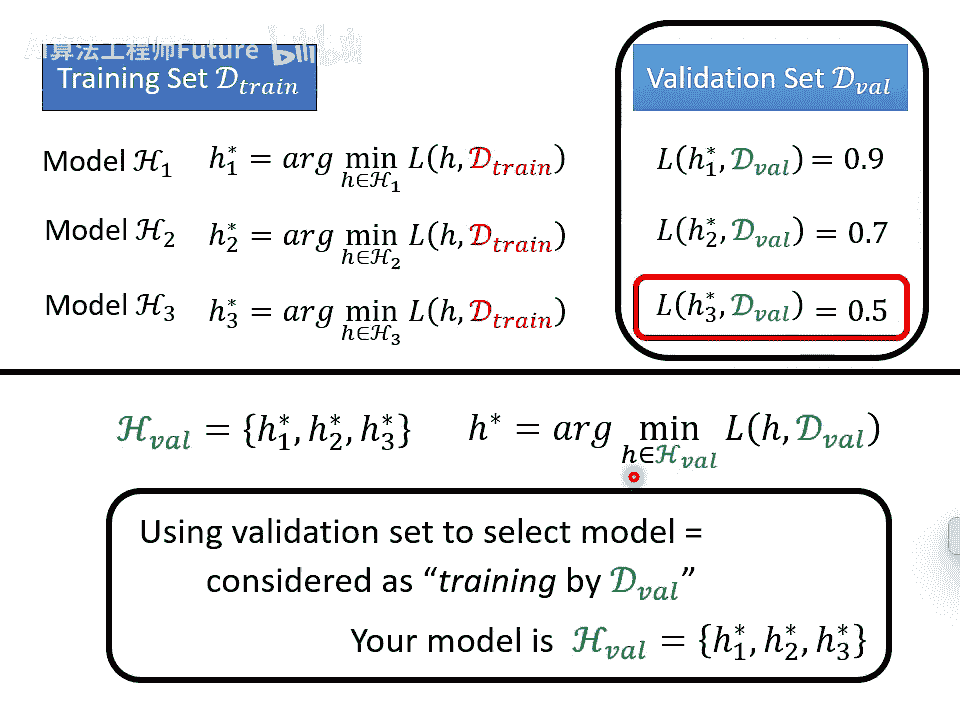 AI算法工程师Future bilibili
Training Set 𝒟_train
Validation Set 𝒟_val
Model ℋ₁ h₁* = arg min_{h∈ℋ₁} L(h, 𝒟_train) L(h₁*, 𝒟_val) = 0.9
Model ℋ₂ h₂* = arg min_{h∈ℋ₂} L(h, 𝒟_train) L(h₂*, 𝒟_val) = 0.7
Model ℋ₃ h₃* = arg min_{h∈ℋ₃} L(h, 𝒟_train) L(h₃*, 𝒟_val) = 0.5
ℋ_val = {h₁*, h₂*, h₃*} h* = arg min_{h∈ℋ_val} L(h, 𝒟_val)
Using validation set to select model =
considered as “training by 𝒟_val”
Your model is ℋ_val = {h₁*, h₂*, h₃*}